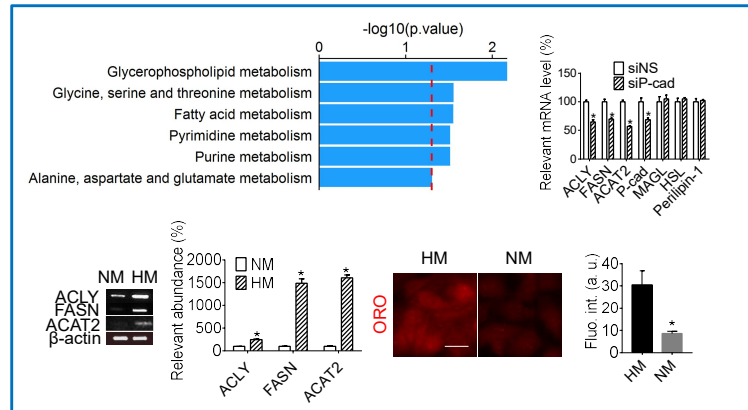 -log10(p.value)
0 1 2
Glycerophospholipid metabolism
Glycine, serine and threonine metabolism
Fatty acid metabolism
Pyrimidine metabolism
Purine metabolism
Alanine, aspartate and glutamate metabolism
Relevant mRNA level (%)
150
100
50
0
siNS
siP-cad
* * * *
ACLY
FASN
ACAT2
P-cad
MAGL
HSL
Perilipin-1
NM HM
ACLY
FASN
ACAT2
β-actin
Relevant abundance (%)
2000
1500
1000
500
0
NM
HM
* * *
ACLY
FASN
ACAT2
HM NM
ORO
Fluo. int. (a. u.)
40
30
20
10
0
*
HM
NM